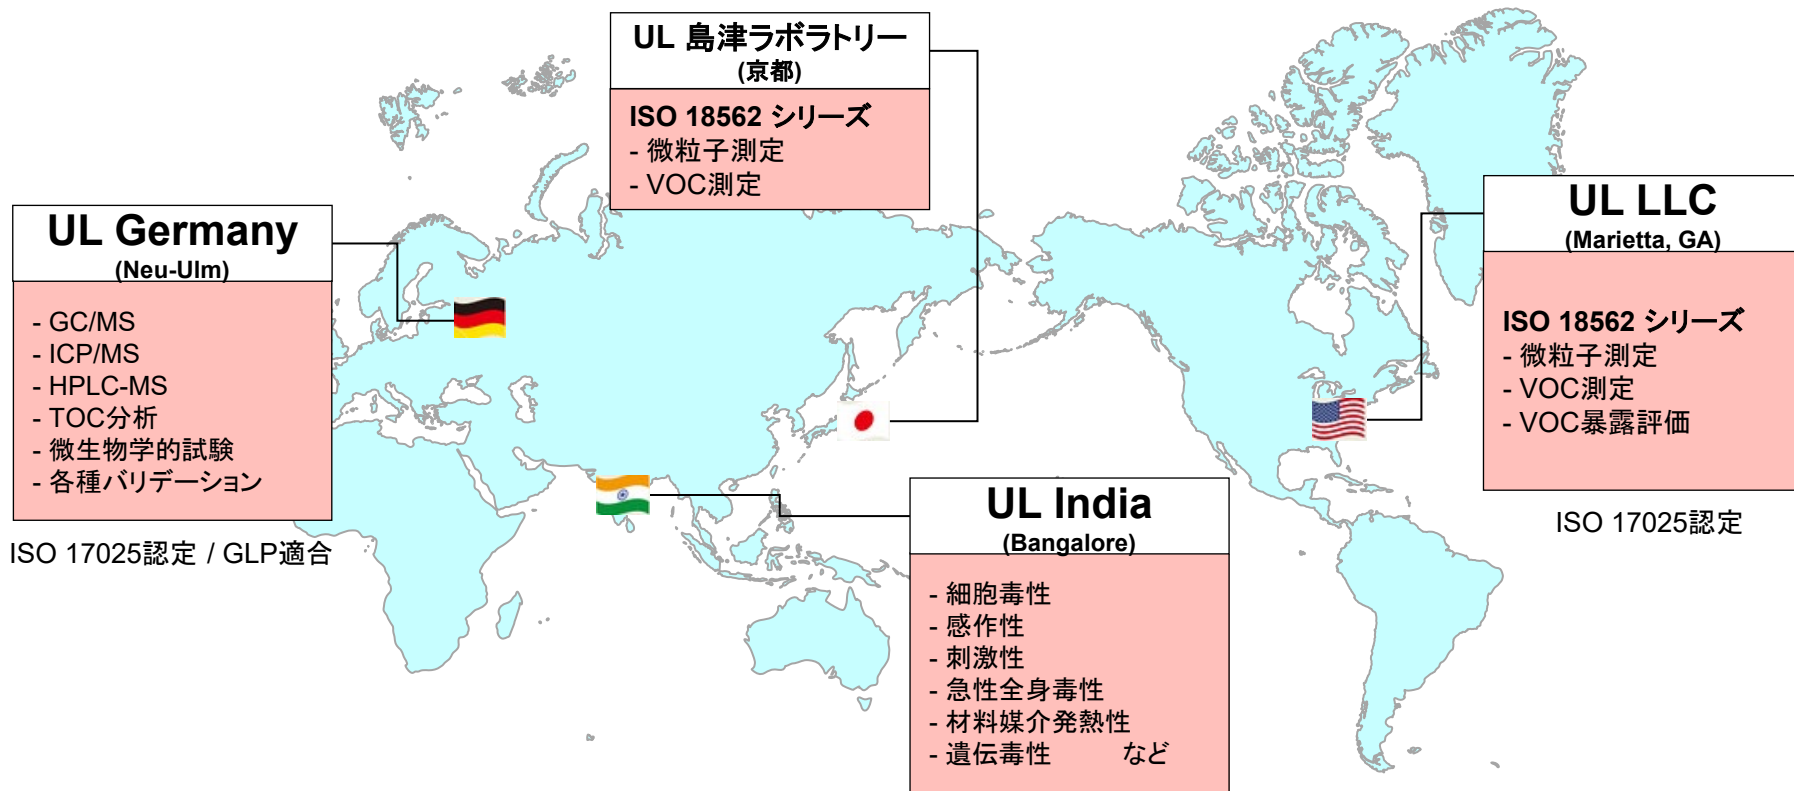 UL 島津ラボラトリー
(京都)
ISO 18562 シリーズ
- 微粒子測定
- VOC測定
UL Germany
(Neu-Ulm)
- GC/MS
- ICP/MS
- HPLC-MS
- TOC分析
- 微生物学的試験
- 各種バリデーション
ISO 17025認定 / GLP適合
UL India
(Bangalore)
- 細胞毒性
- 感作性
- 刺激性
- 急性全身毒性
- 材料媒介発熱性
- 遺伝毒性 など
UL LLC
(Marietta, GA)
ISO 18562 シリーズ
- 微粒子測定
- VOC測定
- VOC暴露評価
ISO 17025認定